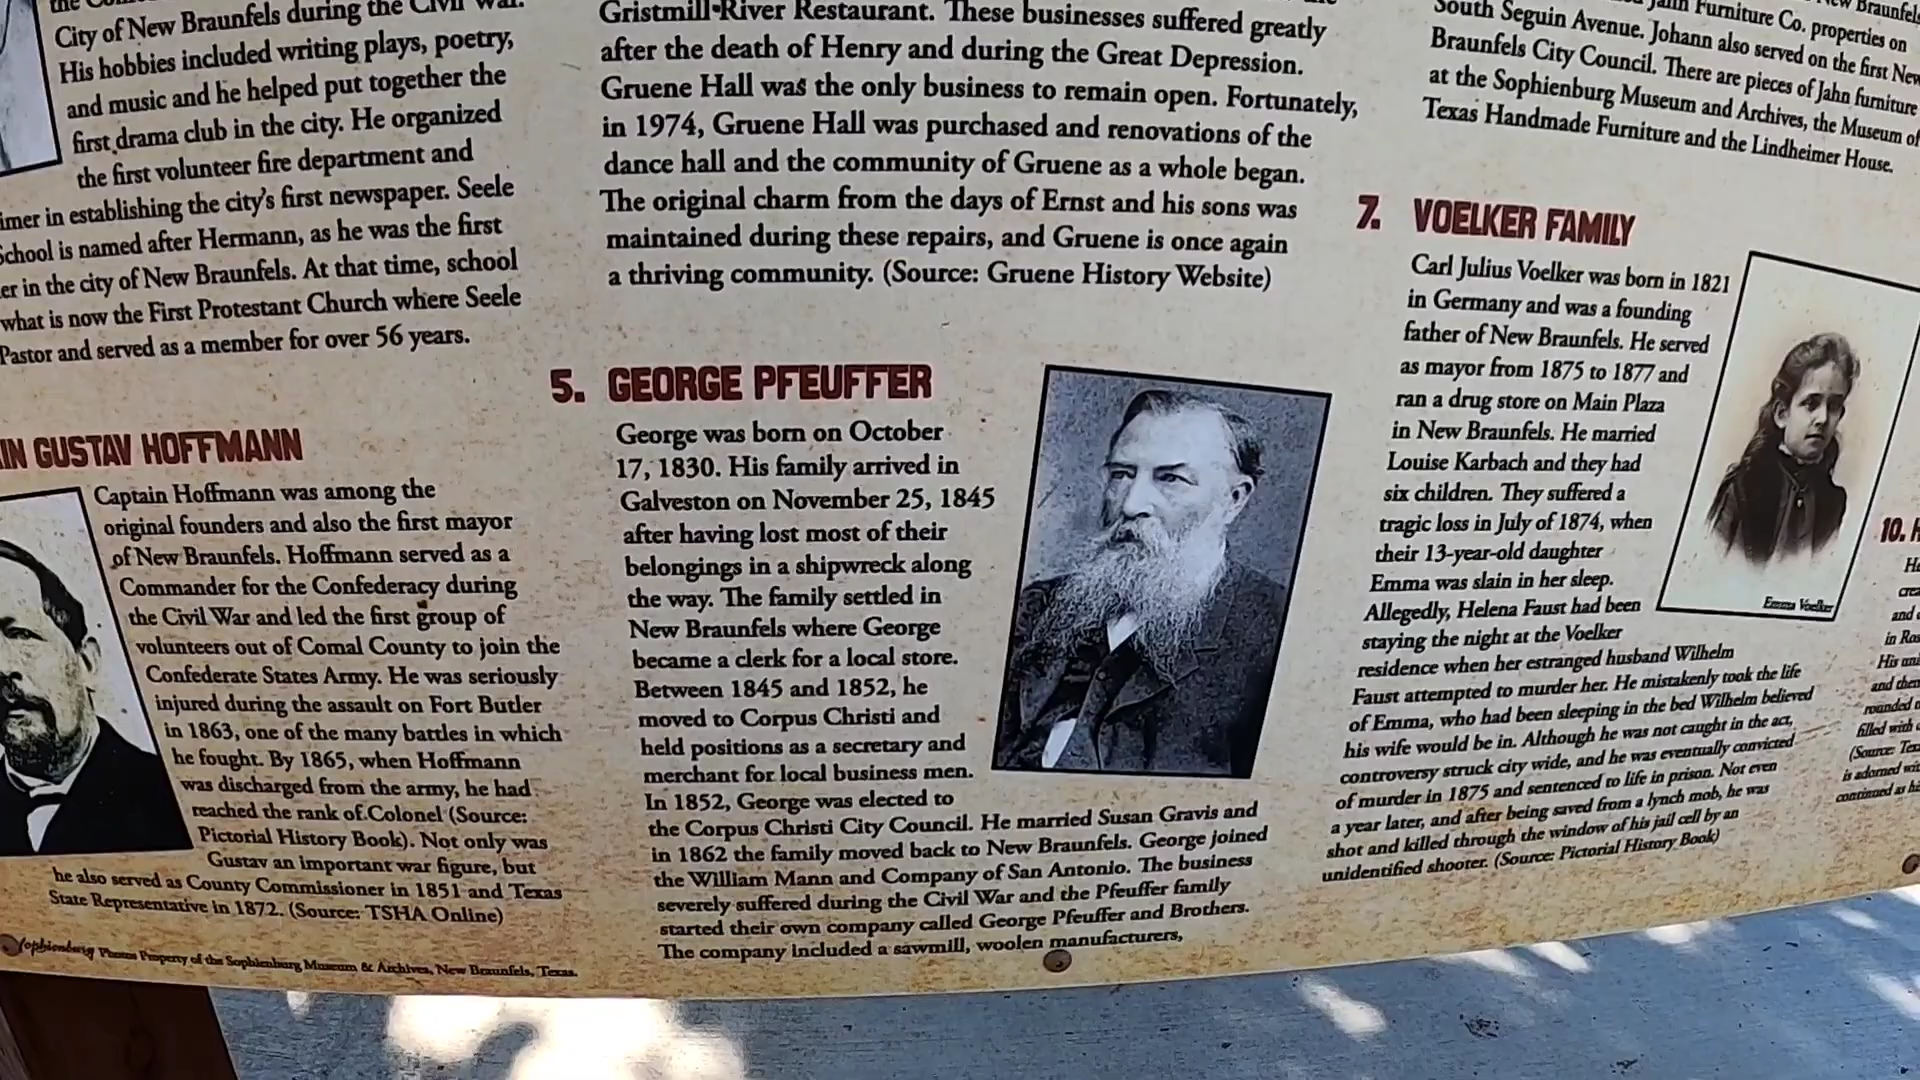 City of New Braunfels during the Civil War.
His hobbies included writing plays, poetry,
and music and he helped put together the
first drama club in the city. He organized
the first volunteer fire department and
imer in establishing the city's first newspaper. Seele
School is named after Hermann, as he was the first
er in the city of New Braunfels. At that time, school
what is now the First Protestant Church where Seele
Pastor and served as a member for over 56 years.
IN GUSTAV HOFFMANN
Captain Hoffmann was among the
original founders and also the first mayor
of New Braunfels. Hoffmann served as a
Commander for the Confederacy during
the Civil War and led the first group of
volunteers out of Comal County to join the
Confederate States Army. He was seriously
injured during the assault on Fort Butler
in 1863, one of the many battles in which
he fought. By 1865, when Hoffmann
was discharged from the army, he had
reached the rank of Colonel (Source:
Pictorial History Book). Not only was
Gustav an important war figure, but
he also served as County Commissioner in 1851 and Texas
State Representative in 1872. (Source: TSHA Online)
Sophienburg Photos Property of the Sophienburg Museum & Archives, New Braunfels, Texas.
Gristmill River Restaurant. These businesses suffered greatly
after the death of Henry and during the Great Depression.
Gruene Hall was the only business to remain open. Fortunately,
in 1974, Gruene Hall was purchased and renovations of the
dance hall and the community of Gruene as a whole began.
The original charm from the days of Ernst and his sons was
maintained during these repairs, and Gruene is once again
a thriving community. (Source: Gruene History Website)
5. GEORGE PFEUFFER
George was born on October
17, 1830. His family arrived in
Galveston on November 25, 1845
after having lost most of their
belongings in a shipwreck along
the way. The family settled in
New Braunfels where George
became a clerk for a local store.
Between 1845 and 1852, he
moved to Corpus Christi and
held positions as a secretary and
merchant for local business men.
In 1852, George was elected to
the Corpus Christi City Council. He married Susan Gravis and
in 1862 the family moved back to New Braunfels. George joined
the William Mann and Company of San Antonio. The business
severely suffered during the Civil War and the Pfeuffer family
started their own company called George Pfeuffer and Brothers.
The company included a sawmill, woolen manufacturers,
New Braunfels
Jahn Furniture Co. properties on
South Seguin Avenue. Johann also served on the first New
Braunfels City Council. There are pieces of Jahn furniture
at the Sophienburg Museum and Archives, the Museum of
Texas Handmade Furniture and the Lindheimer House.
7. VOELKER FAMILY
Carl Julius Voelker was born in 1821
in Germany and was a founding
father of New Braunfels. He served
as mayor from 1875 to 1877 and
ran a drug store on Main Plaza
in New Braunfels. He married
Louise Karbach and they had
six children. They suffered a
tragic loss in July of 1874, when
their 13-year-old daughter
Emma was slain in her sleep.
Allegedly, Helena Faust had been
staying the night at the Voelker
residence when her estranged husband Wilhelm
Faust attempted to murder her. He mistakenly took the life
of Emma, who had been sleeping in the bed Wilhelm believed
his wife would be in. Although he was not caught in the act,
controversy struck city wide, and he was eventually convicted
of murder in 1875 and sentenced to life in prison. Not even
a year later, and after being saved from a lynch mob, he was
shot and killed through the window of his jail cell by an
unidentified shooter. (Source: Pictorial History Book)
Emma Voelker
10. H
He
crea
and
in Ros
His
and then
rounded
filled with
(Source: Tex
is adorned
continued as